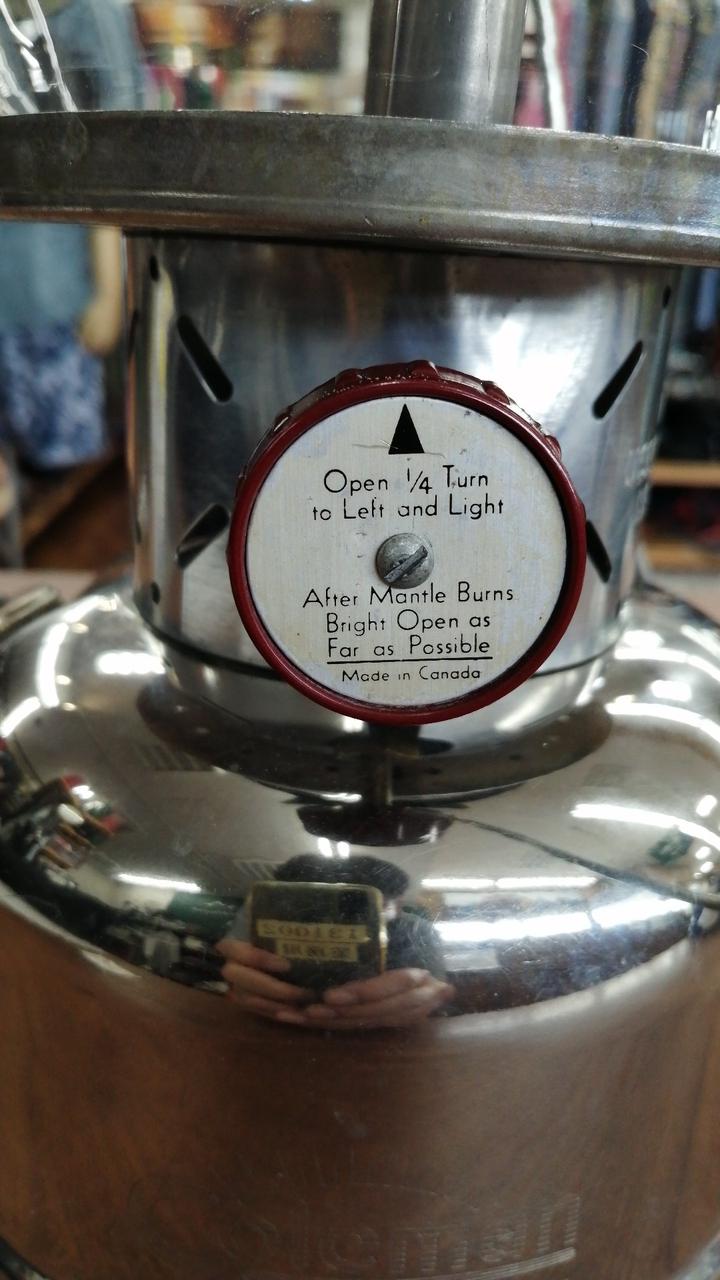 Open 1/4 Turn
to Left and Light
After Mantle Burns
Bright Open as
Far as Possible
Made in Canada
Coleman